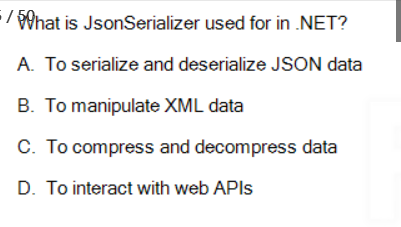 / 50
What is JsonSerializer used for in .NET?
A. To serialize and deserialize JSON data
B. To manipulate XML data
C. To compress and decompress data
D. To interact with web APIs